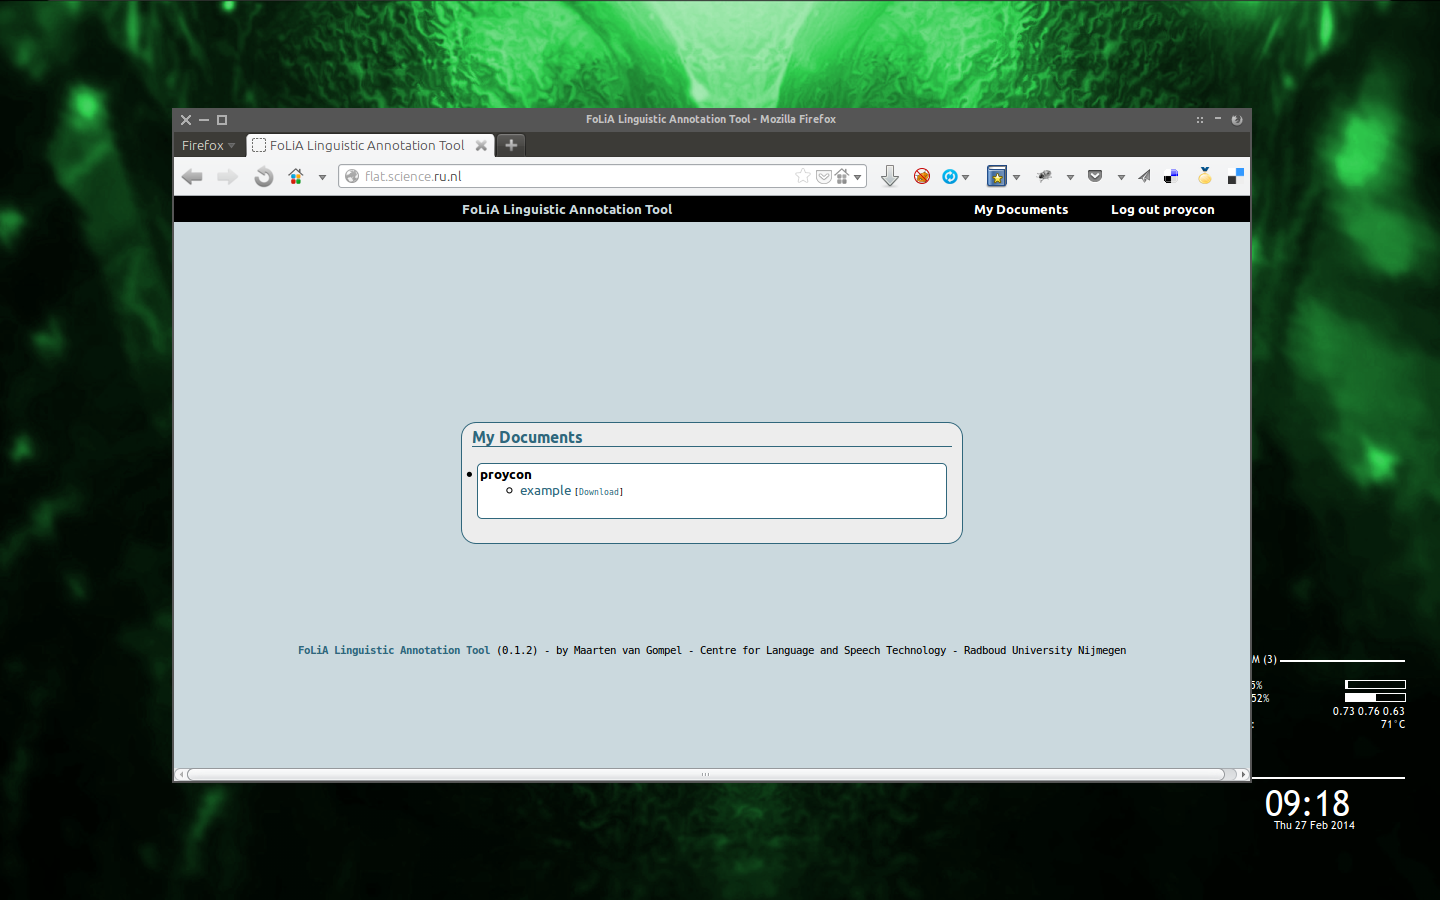 FoLiA Linguistic Annotation Tool - Mozilla Firefox
Firefox
FoLiA Linguistic Annotation Tool
flat.science.ru.nl
FoLiA Linguistic Annotation Tool
My Documents
Log out proycon
My Documents
proycon
example [Download]
FoLiA Linguistic Annotation Tool (0.1.2) - by Maarten van Gompel - Centre for Language and Speech Technology - Radboud University Nijmegen
M (3)
5%
52%
0.73 0.76 0.63
: 71°C
09:18
Thu 27 Feb 2014